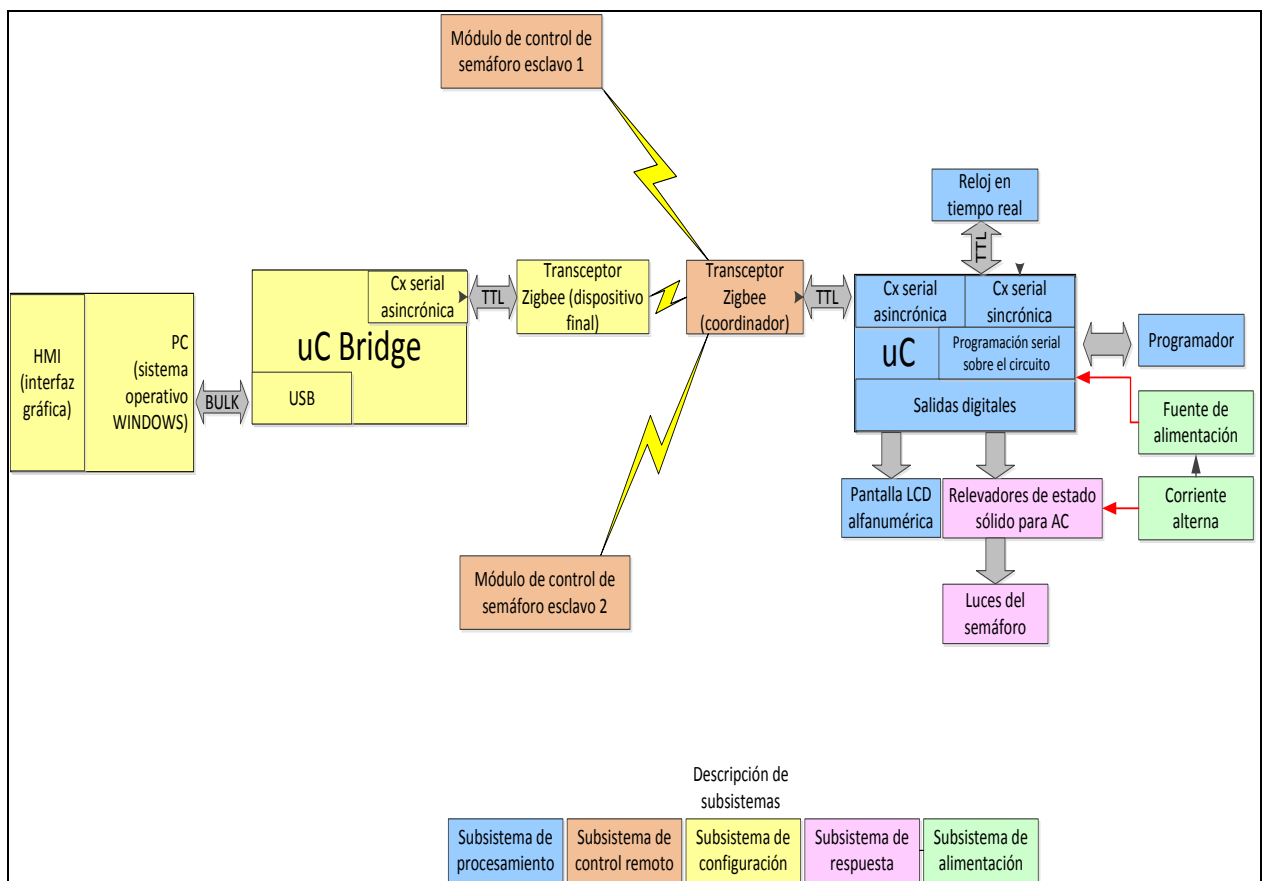 Módulo de control de
semáforo esclavo 1
Reloj en
tiempo real
TTL
HMI
(interfaz
gráfica)
PC
(sistema
operativo
WINDOWS)
BULK
Cx serial
asincrónica
uC Bridge
USB
TTL
Transceptor
Zigbee (dispositivo
final)
Transceptor
Zigbee
(coordinador)
TTL
Cx serial
asincrónica
Cx serial
sincrónica
uC
Programación serial
sobre el circuito
Salidas digitales
Programador
Fuente de
alimentación
Corriente
alterna
Pantalla LCD
alfanumérica
Relevadores de estado
sólido para AC
Luces del
semáforo
Módulo de control de
semáforo esclavo 2
Descripción de
subsistemas
Subsistema de
procesamiento
Subsistema de
control remoto
Subsistema de
configuración
Subsistema de
respuesta
Subsistema de
alimentación